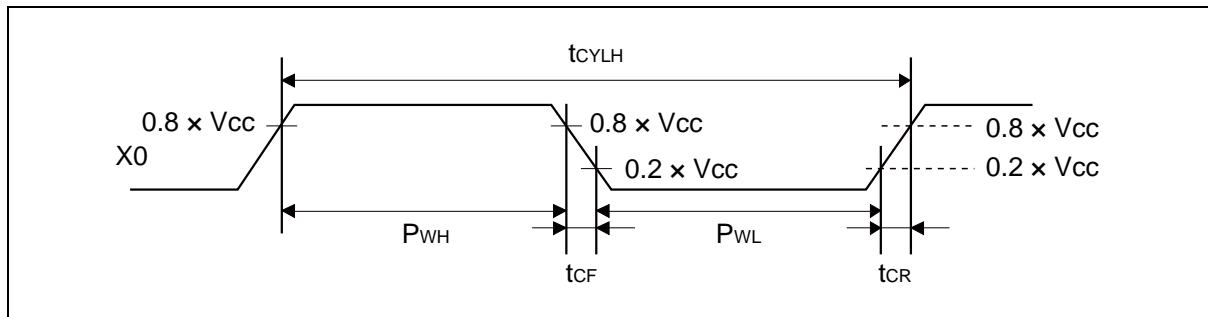 tCYLH
0.8 × Vcc
0.8 × Vcc
0.8 × Vcc
X0
0.2 × Vcc
0.2 × Vcc
PWH
PWL
tCF
tCR